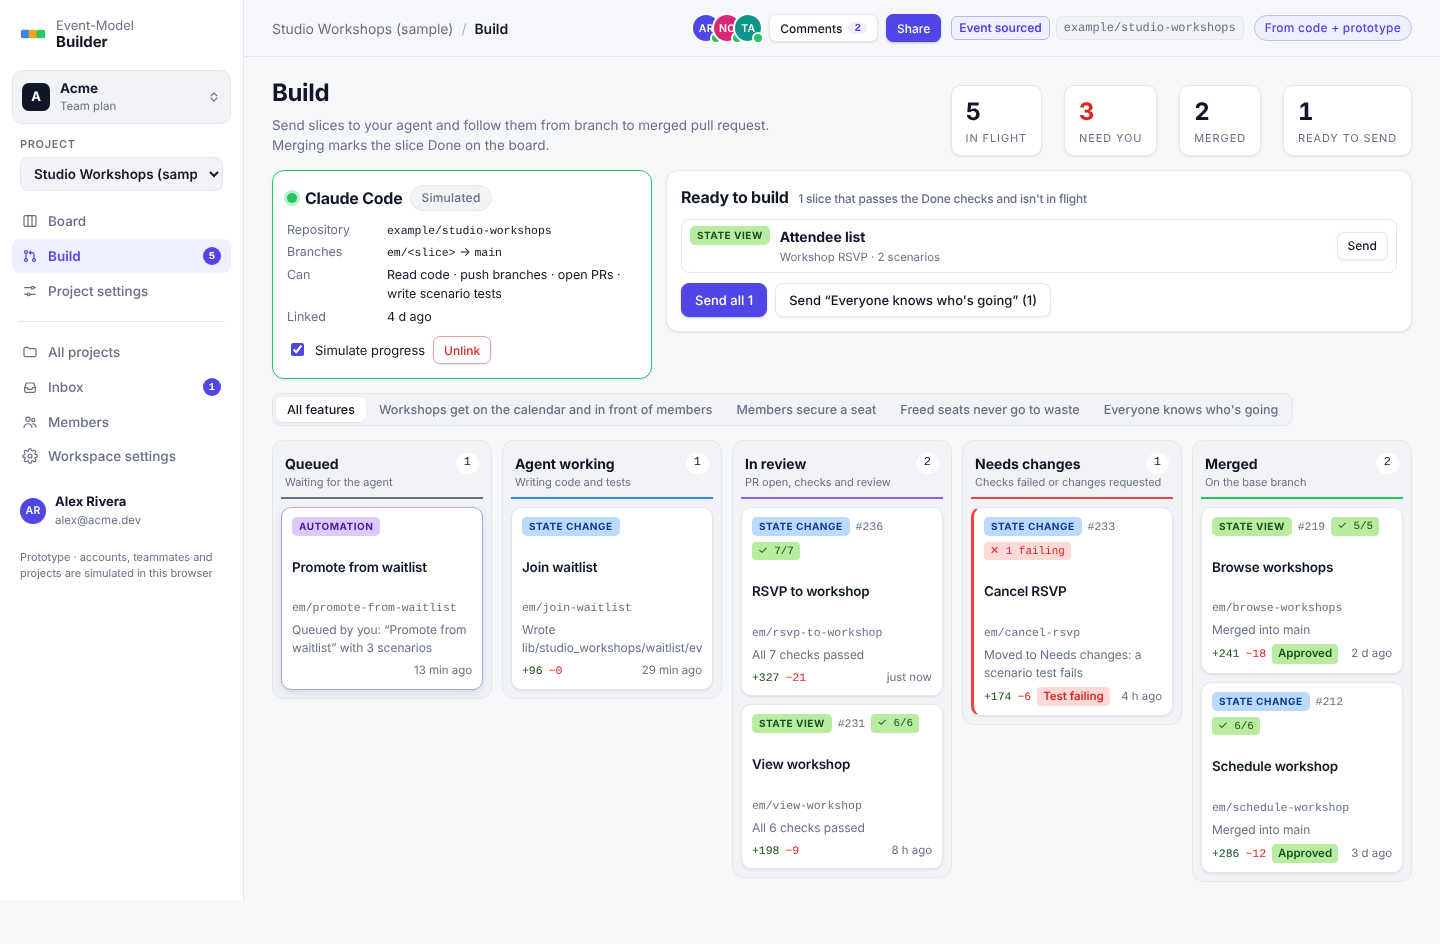 Event-Model
Builder
A
Acme
Team plan
PROJECT
Studio Workshops (samp
Board
Build
5
Project settings
All projects
Inbox
1
Members
Workspace settings
AR
Alex Rivera
alex@acme.dev
Prototype · accounts, teammates and
projects are simulated in this browser
Studio Workshops (sample) / Build
TA
Comments 2
Share
Event sourced
example/studio-workshops
From code + prototype
Build
Send slices to your agent and follow them from branch to merged pull request.
Merging marks the slice Done on the board.
5
IN FLIGHT
3
NEED YOU
2
MERGED
1
READY TO SEND
Claude Code
Simulated
Repository
example/studio-workshops
Branches
em/<slice> → main
Can
Read code · push branches · open PRs ·
write scenario tests
Linked
4 d ago
Simulate progress
Unlink
Ready to build
1 slice that passes the Done checks and isn't in flight
STATE VIEW
Attendee list
Workshop RSVP · 2 scenarios
Send
Send all 1
Send “Everyone knows who's going” (1)
All features
Workshops get on the calendar and in front of members
Members secure a seat
Freed seats never go to waste
Everyone knows who's going
Queued
1
Waiting for the agent
AUTOMATION
Promote from waitlist
em/promote-from-waitlist
Queued by you: “Promote from
waitlist” with 3 scenarios
13 min ago
Agent working
1
Writing code and tests
STATE CHANGE
Join waitlist
em/join-waitlist
Wrote
lib/studio_workshops/waitlist/ev
+96 −0
29 min ago
In review
2
PR open, checks and review
STATE CHANGE
#236
✓ 7/7
RSVP to workshop
em/rsvp-to-workshop
All 7 checks passed
+327 −21
just now
STATE VIEW
#231
✓ 6/6
View workshop
em/view-workshop
All 6 checks passed
+198 −9
8 h ago
Needs changes
1
Checks failed or changes requested
STATE CHANGE
#233
✕ 1 failing
Cancel RSVP
em/cancel-rsvp
Moved to Needs changes: a
scenario test fails
+174 −6
Test failing
4 h ago
Merged
2
On the base branch
STATE VIEW
#219
✓ 5/5
Browse workshops
em/browse-workshops
Merged into main
+241 −18
Approved
2 d ago
STATE CHANGE
#212
✓ 6/6
Schedule workshop
em/schedule-workshop
Merged into main
+286 −12
Approved
3 d ago